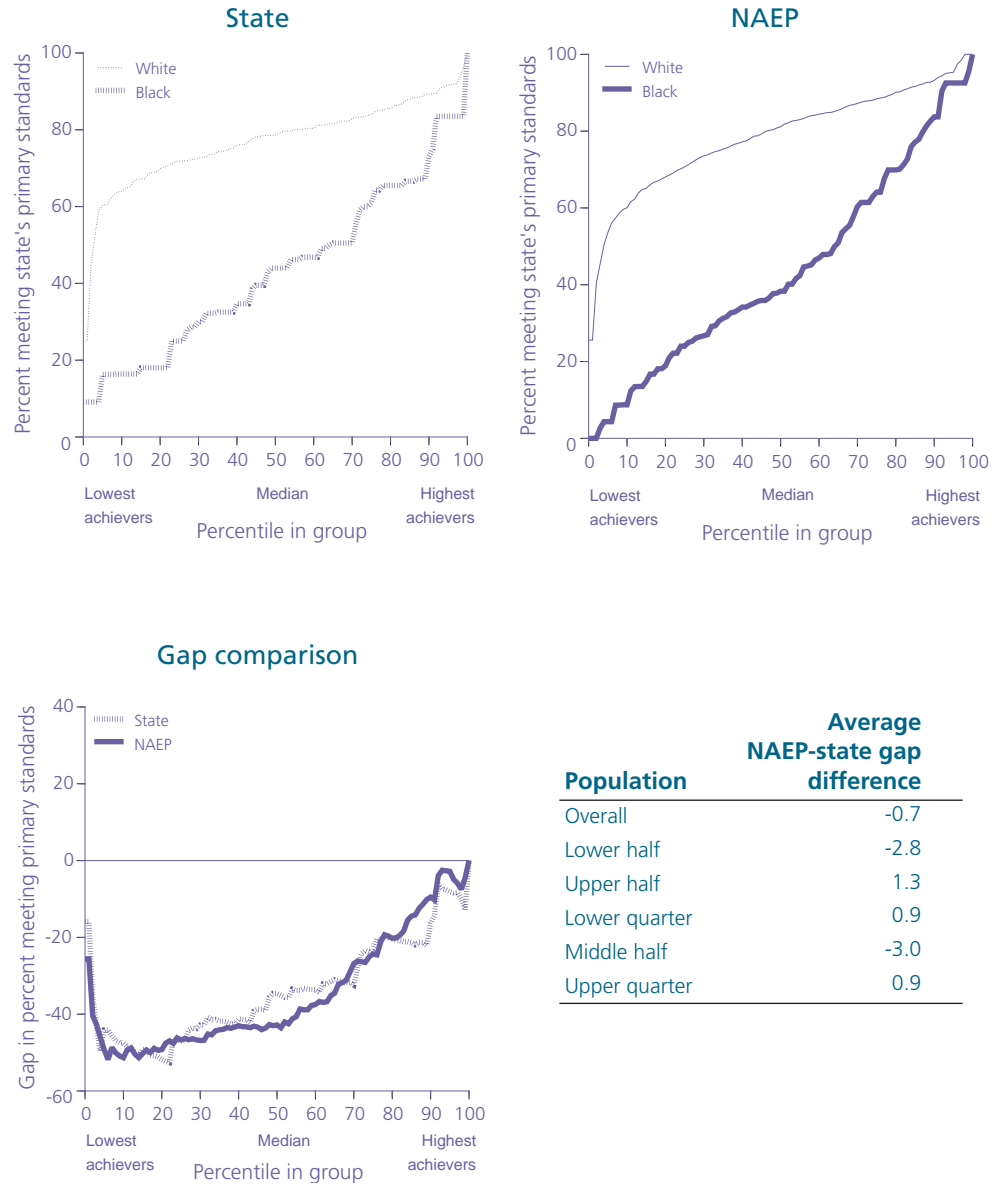 State
Percent meeting state's primary standards
100
80
60
40
20
0
White
Black
0 10 20 30 40 50 60 70 80 90 100
Lowest achievers
Median
Highest achievers
Percentile in group
NAEP
Percent meeting state's primary standards
100
80
60
40
20
0
White
Black
0 10 20 30 40 50 60 70 80 90 100
Lowest achievers
Median
Highest achievers
Percentile in group
Gap comparison
Gap in percent meeting primary standards
40
20
0
-20
-40
-60
State
NAEP
0 10 20 30 40 50 60 70 80 90 100
Lowest achievers
Median
Highest achievers
Percentile in group
Average
NAEP-state gap
Population difference
Overall -0.7
Lower half -2.8
Upper half 1.3
Lower quarter 0.9
Middle half -3.0
Upper quarter 0.9